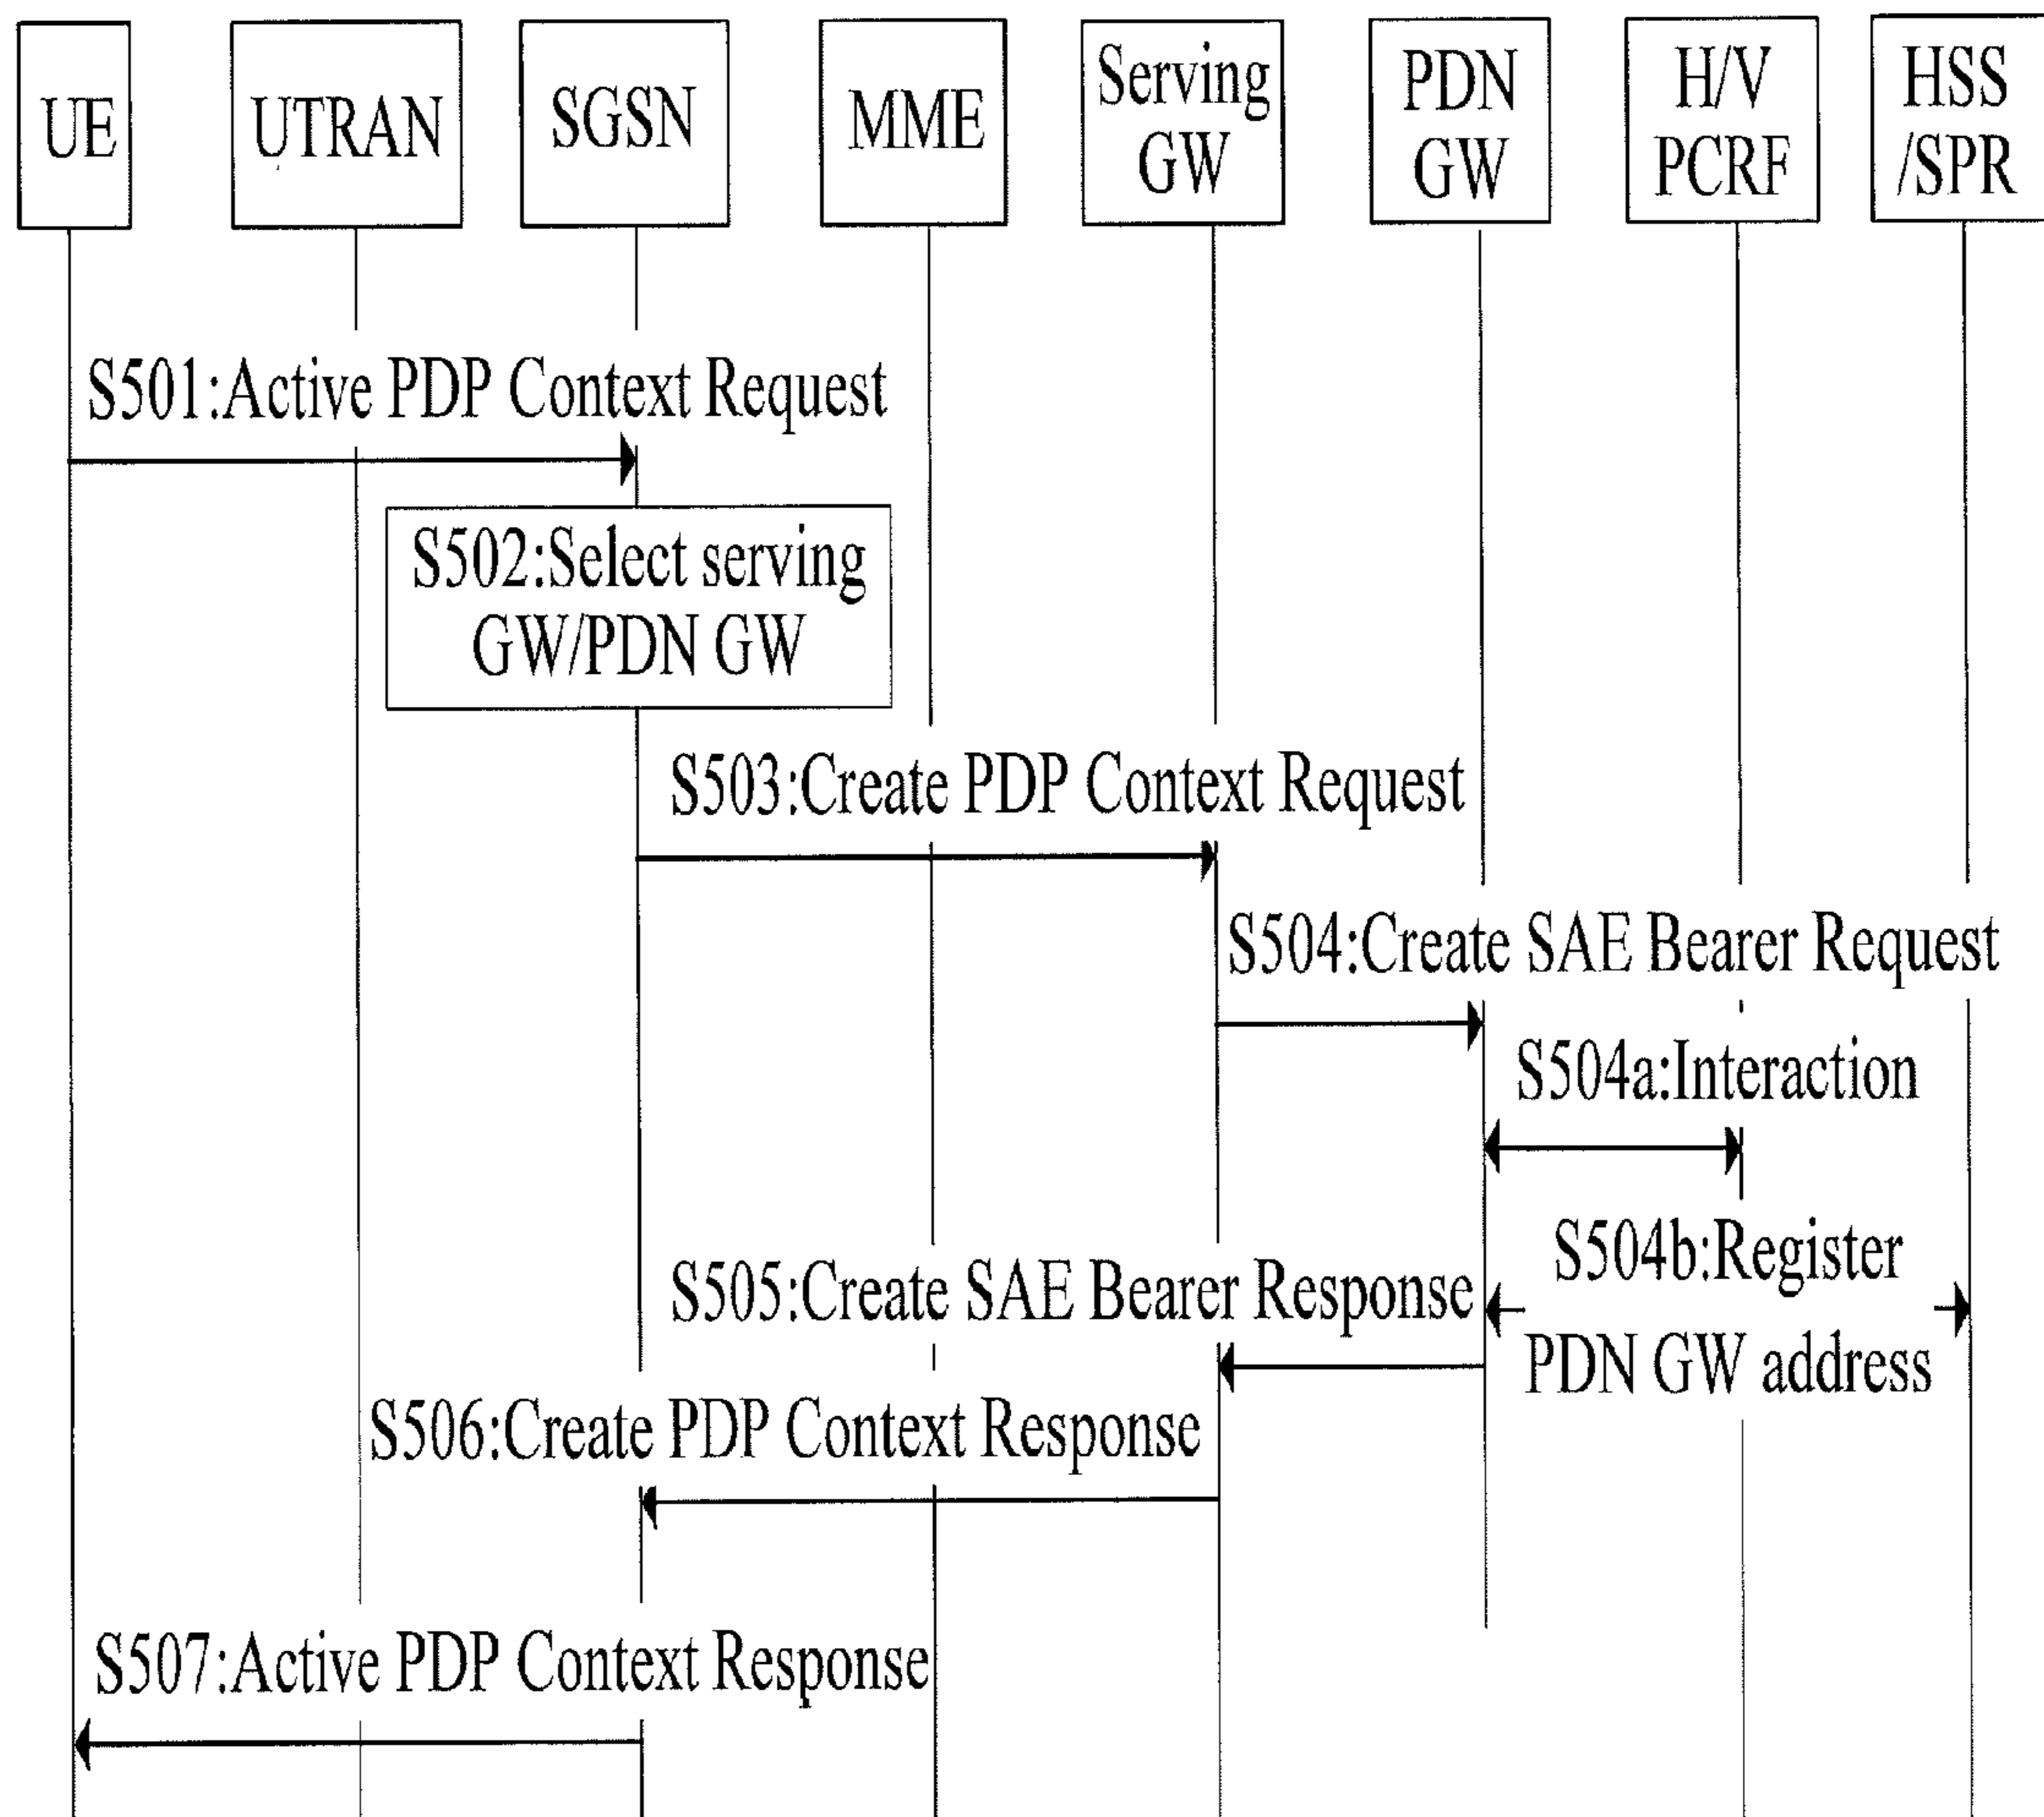 UE
UTRAN
SGSN
MME
Serving
GW
PDN
GW
H/V
PCRF
HSS
/SPR
S501:Active PDP Context Request
S502:Select serving
GW/PDN GW
S503:Create PDP Context Request
S504:Create SAE Bearer Request
S504a:Interaction
S504b:Register
PDN GW address
S505:Create SAE Bearer Response
S506:Create PDP Context Response
S507:Active PDP Context Response